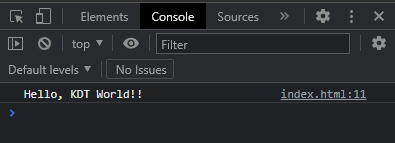 Elements Console Sources »
top Filter
Default levels No Issues
Hello, KDT World!! index.html:11
>